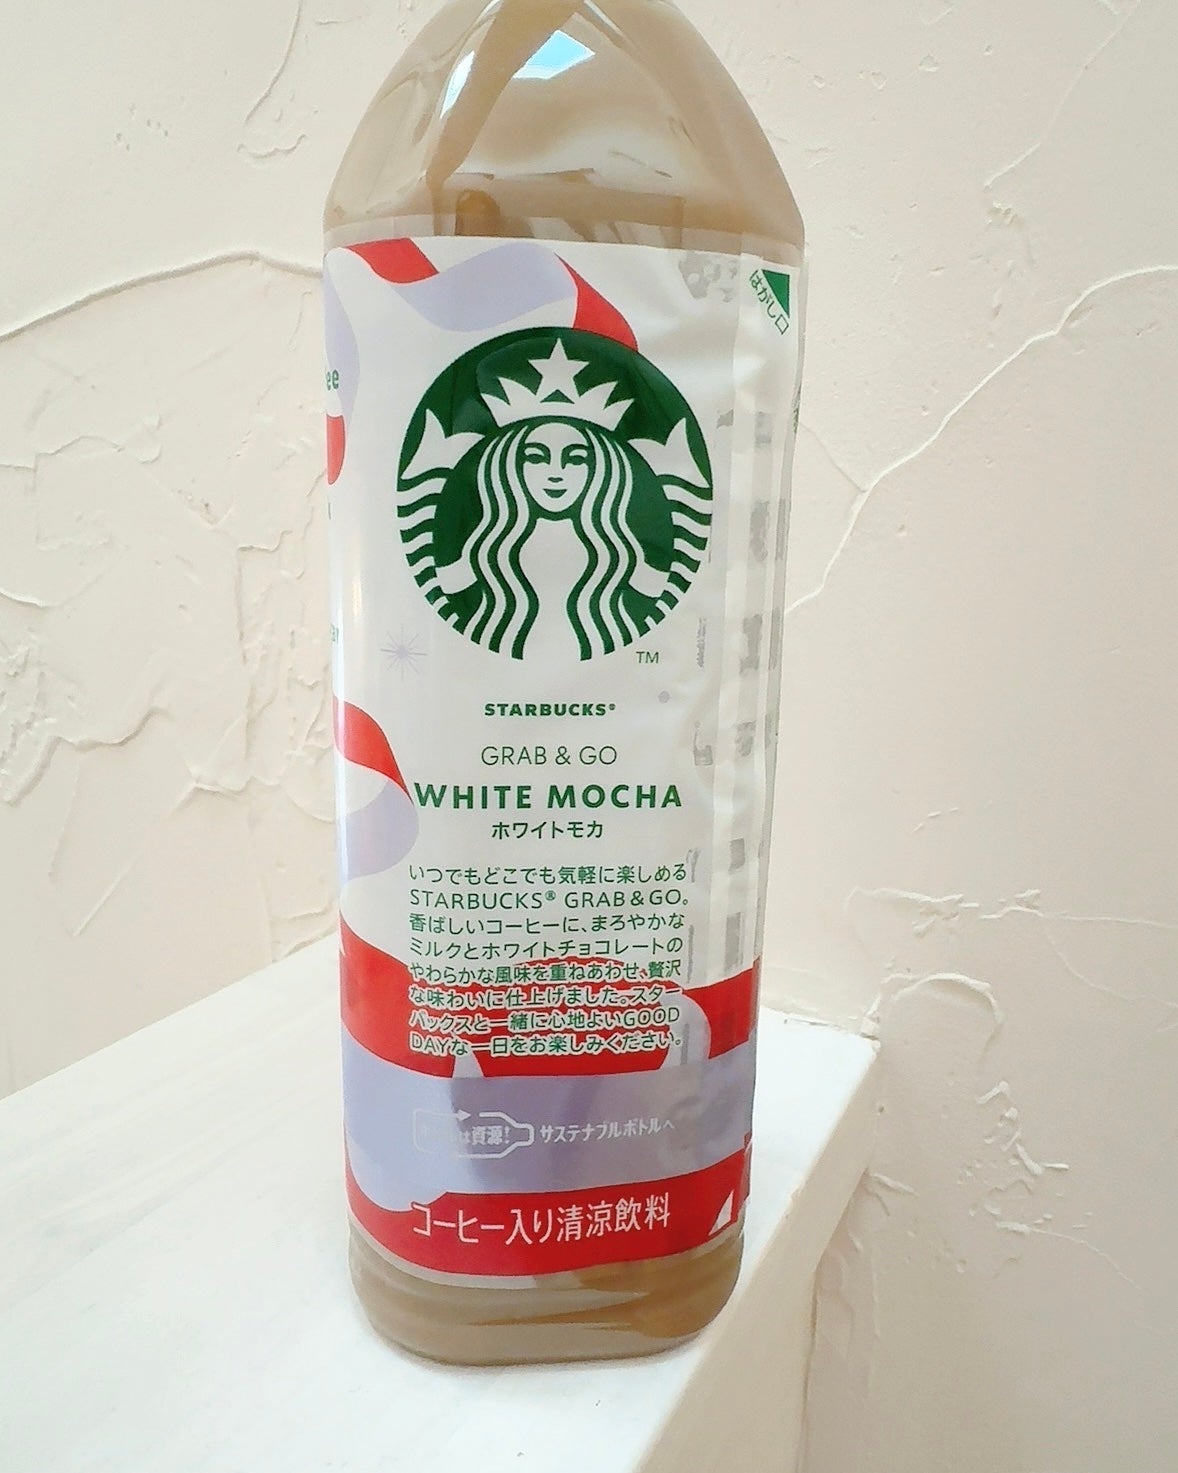 はがし口
ee
TM
STARBUCKS®
GRAB & GO
WHITE MOCHA
ホワイトモカ
いつでもどこでも気軽に楽しめる
STARBUCKS® GRAB & GO。
香ばしいコーヒーに、まろやかな
ミルクとホワイトチョコレートの
やわらかな風味を重ねあわせ、贅沢
な味わいに仕上げました。スター
バックスと一緒に心地よいGOOD
DAYな一日をお楽しみください。
は資源!
サステナブルボトルへ
コーヒー入り清涼飲料